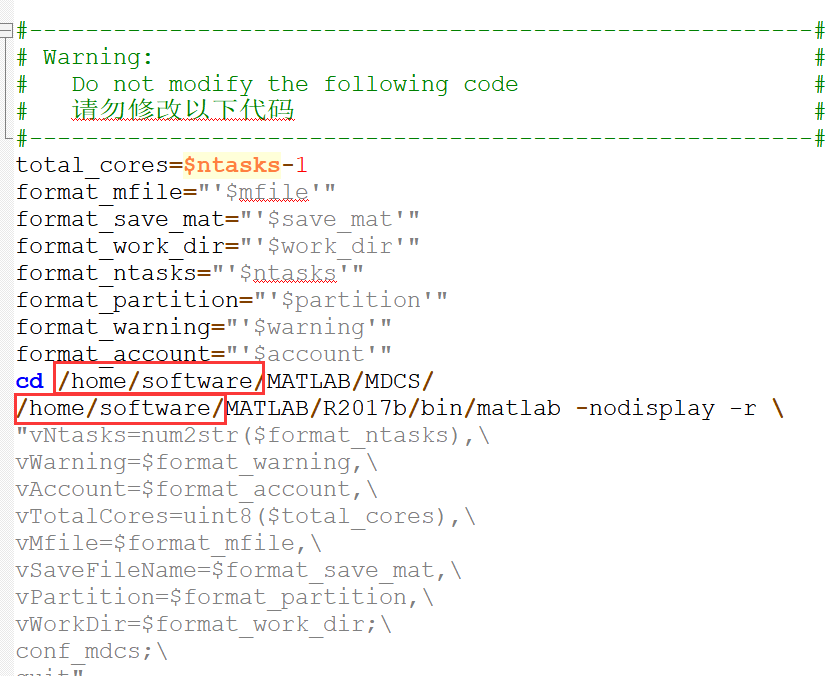 #--------------------------------------------------------#
# Warning: #
# Do not modify the following code #
# 请勿修改以下代码 #
#--------------------------------------------------------#
total_cores=$ntasks-1
format_mfile="'$mfile'"
format_save_mat="'$save_mat'"
format_work_dir="'$work_dir'"
format_ntasks="'$ntasks'"
format_partition="'$partition'"
format_warning="'$warning'"
format_account="'$account'"
cd /home/software/MATLAB/MDCS/
/home/software/MATLAB/R2017b/bin/matlab -nodisplay -r \
"vNtasks=num2str($format_ntasks),\
vWarning=$format_warning,\
vAccount=$format_account,\
vTotalCores=uint8($total_cores),\
vMfile=$format_mfile,\
vSaveFileName=$format_save_mat,\
vPartition=$format_partition,\
vWorkDir=$format_work_dir;\
conf_mdcs;\
quit"